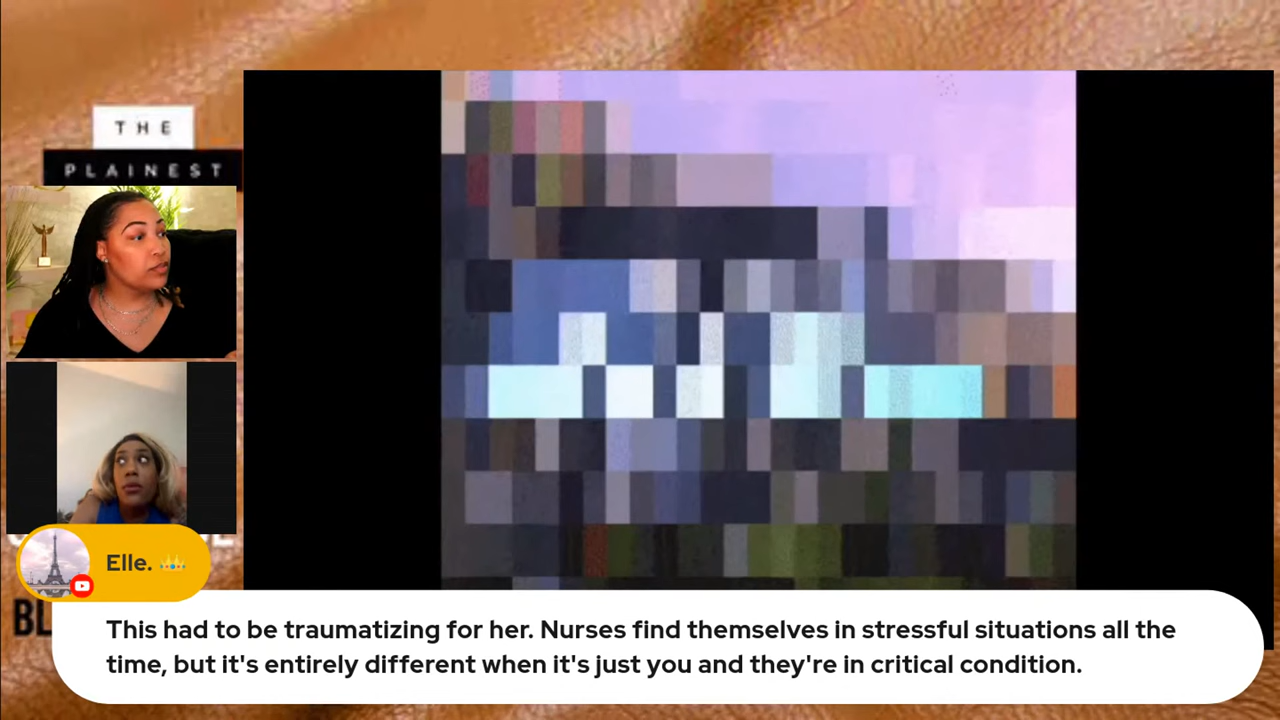 THE
PLAINEST
Elle.
BL
This had to be traumatizing for her. Nurses find themselves in stressful situations all the
time, but it's entirely different when it's just you and they're in critical condition.